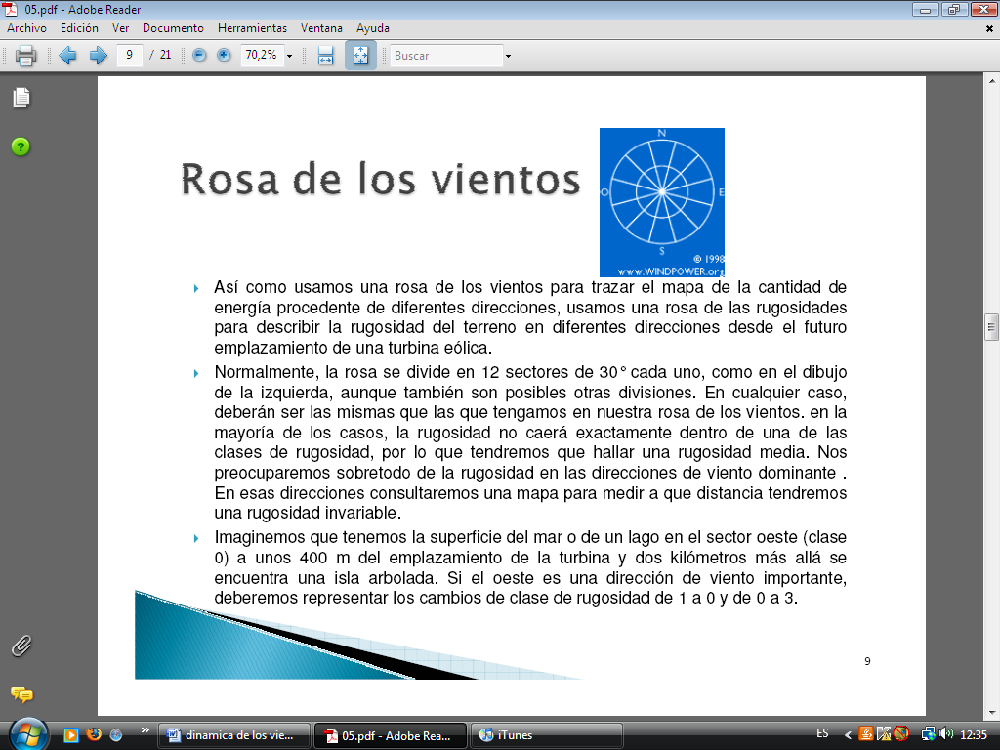 05.pdf - Adobe Reader
Archivo Edición Ver Documento Herramientas Ventana Ayuda
9 / 21 70,2% Buscar
Rosa de los vientos
N
O E
S
© 1998
www.WINDPOWER.org
Así como usamos una rosa de los vientos para trazar el mapa de la cantidad de
energía procedente de diferentes direcciones, usamos una rosa de las rugosidades
para describir la rugosidad del terreno en diferentes direcciones desde el futuro
emplazamiento de una turbina eólica.
Normalmente, la rosa se divide en 12 sectores de 30° cada uno, como en el dibujo
de la izquierda, aunque también son posibles otras divisiones. En cualquier caso,
deberán ser las mismas que las que tengamos en nuestra rosa de los vientos. en la
mayoría de los casos, la rugosidad no caerá exactamente dentro de una de las
clases de rugosidad, por lo que tendremos que hallar una rugosidad media. Nos
preocuparemos sobretodo de la rugosidad en las direcciones de viento dominante .
En esas direcciones consultaremos una mapa para medir a que distancia tendremos
una rugosidad invariable.
Imaginemos que tenemos la superficie del mar o de un lago en el sector oeste (clase
0) a unos 400 m del emplazamiento de la turbina y dos kilómetros más allá se
encuentra una isla arbolada. Si el oeste es una dirección de viento importante,
deberemos representar los cambios de clase de rugosidad de 1 a 0 y de 0 a 3.
9
dinamica de los vie... 05.pdf - Adobe Rea... iTunes ES 12:35